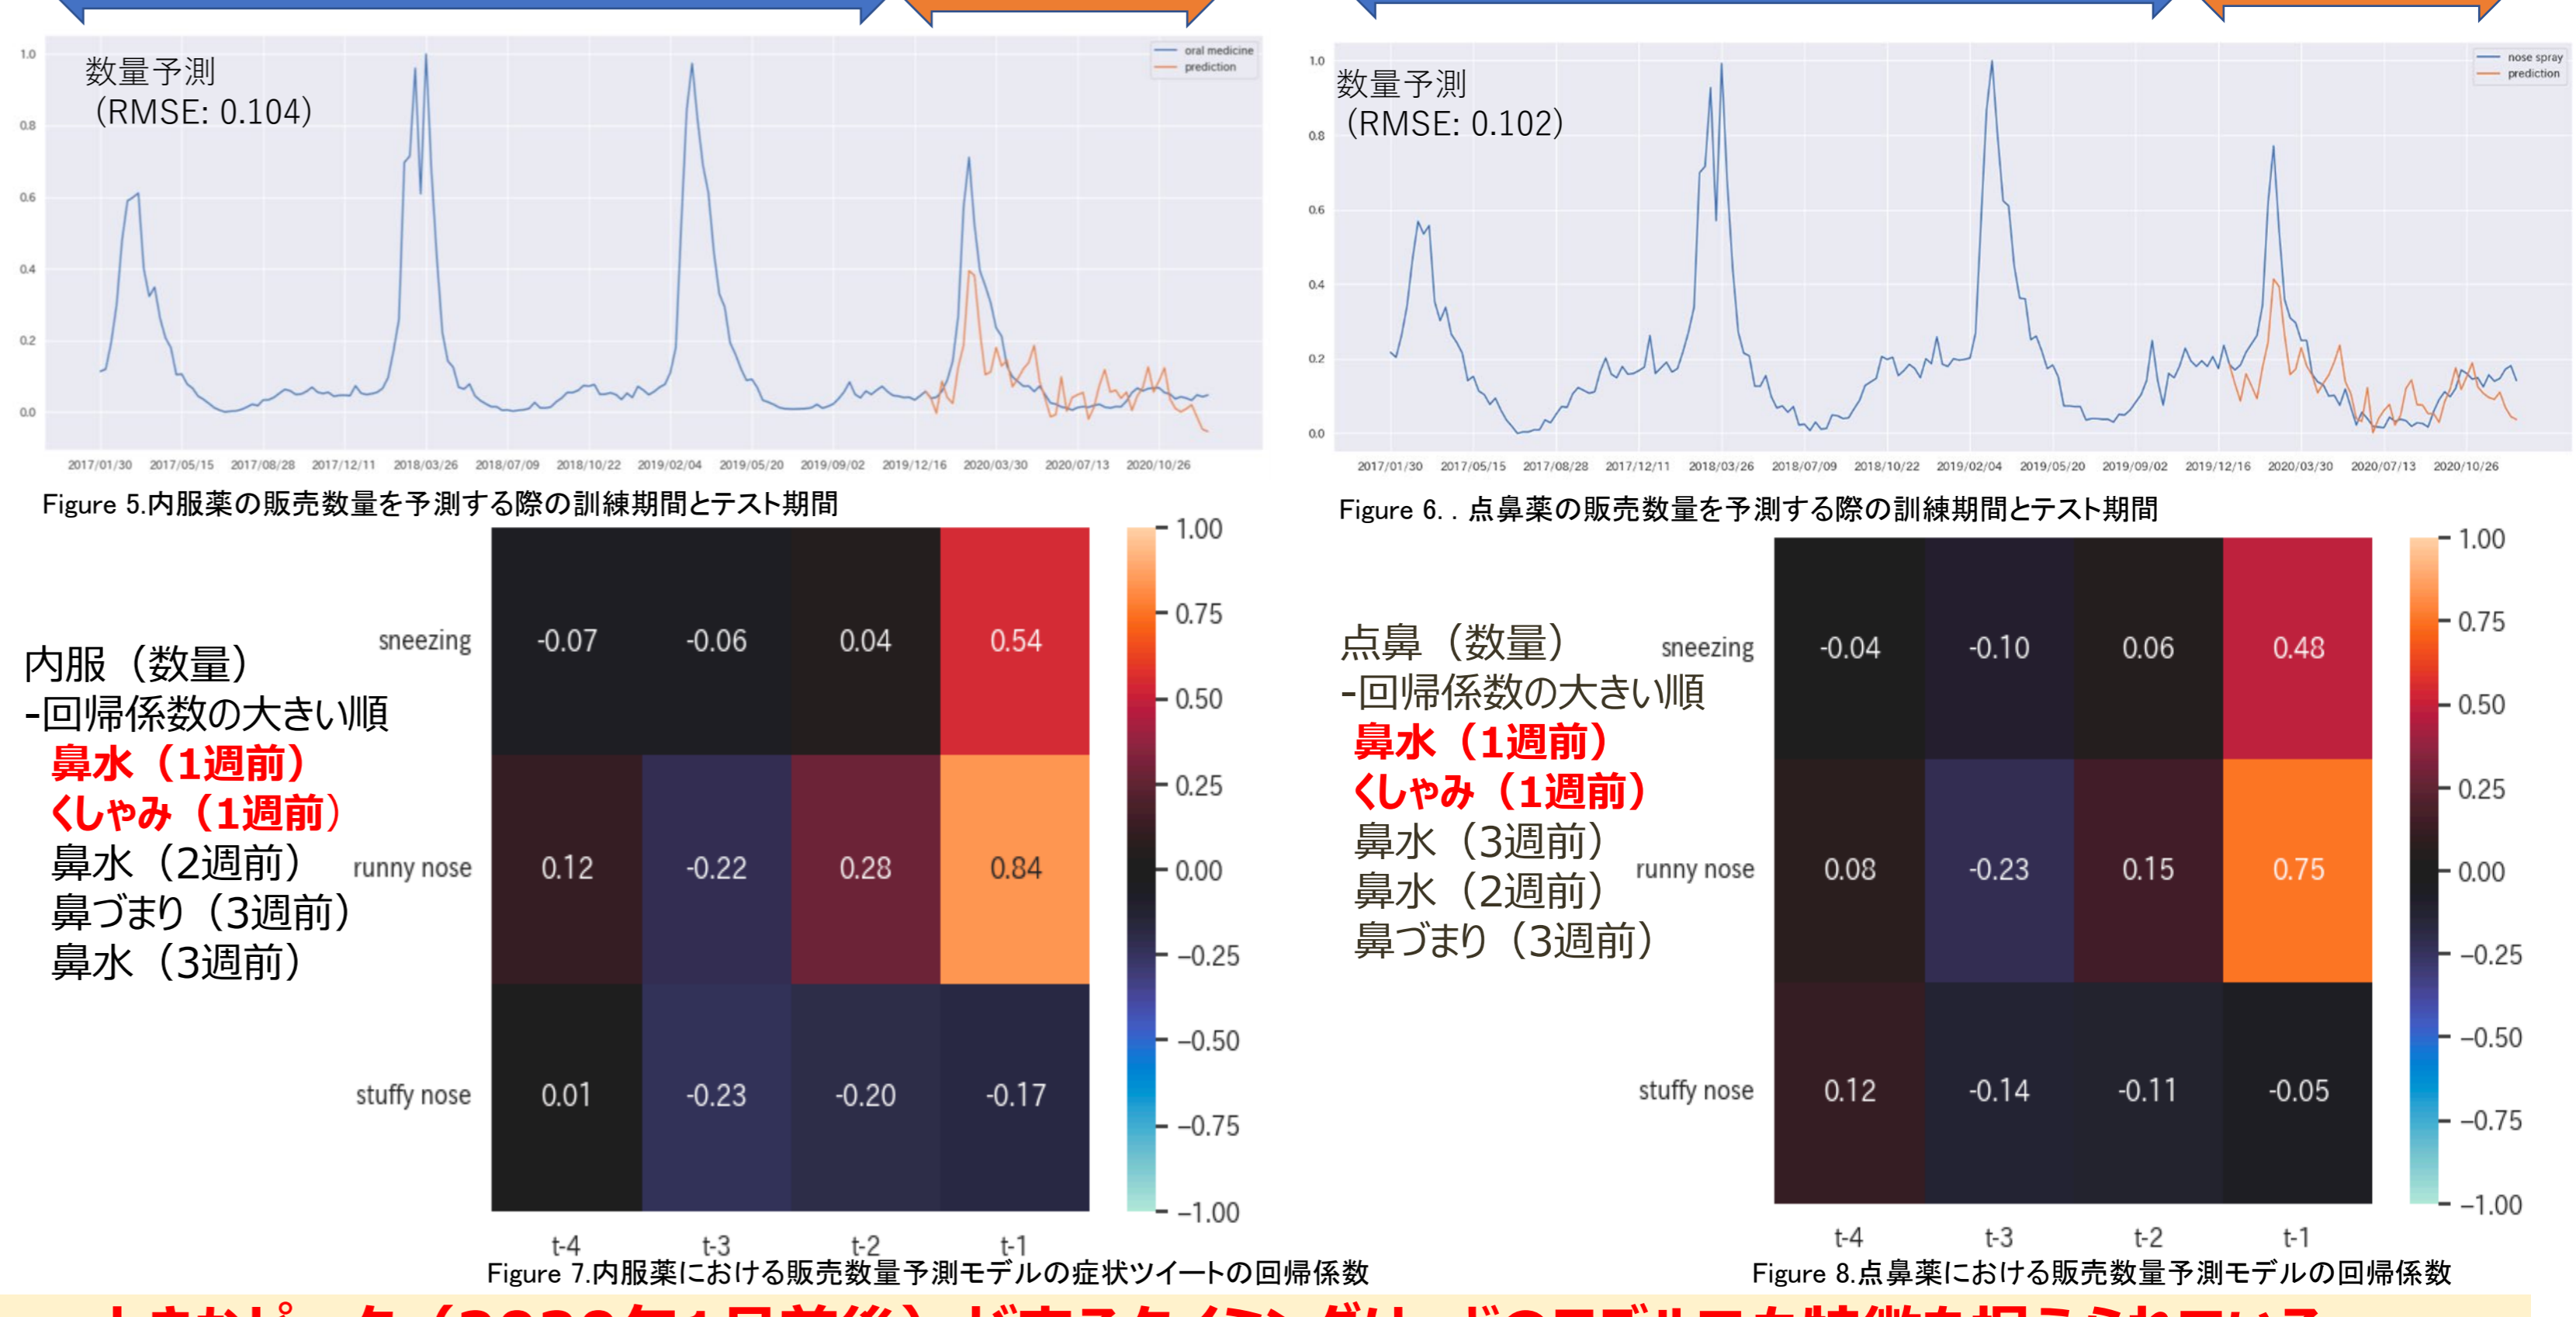 1.0
0.8
0.6
0.4
0.2
0.0
数量予測
(RMSE: 0.104)
oral medicine
prediction
2017/01/30 2017/05/15 2017/08/28 2017/12/11 2018/03/26 2018/07/09 2018/10/22 2019/02/04 2019/05/20 2019/09/02 2019/12/16 2020/03/30 2020/07/13 2020/10/26
Figure 5.内服薬の販売数量を予測する際の訓練期間とテスト期間
1.0
0.8
0.6
0.4
0.2
0.0
数量予測
(RMSE: 0.102)
nose spray
prediction
2017/01/30 2017/05/15 2017/08/28 2017/12/11 2018/03/26 2018/07/09 2018/10/22 2019/02/04 2019/05/20 2019/09/02 2019/12/16 2020/03/30 2020/07/13 2020/10/26
Figure 6. . 点鼻薬の販売数量を予測する際の訓練期間とテスト期間
内服（数量）
-回帰係数の大きい順
鼻水（1週前）
くしゃみ（1週前）
鼻水（2週前）
鼻づまり（3週前）
鼻水（3週前）
sneezing -0.07 -0.06 0.04 0.54
runny nose 0.12 -0.22 0.28 0.84
stuffy nose 0.01 -0.23 -0.20 -0.17
t-4 t-3 t-2 t-1
1.00
0.75
0.50
0.25
0.00
−0.25
−0.50
−0.75
−1.00
Figure 7.内服薬における販売数量予測モデルの症状ツイートの回帰係数
点鼻（数量）
-回帰係数の大きい順
鼻水（1週前）
くしゃみ（1週前）
鼻水（3週前）
鼻水（2週前）
鼻づまり（3週前）
sneezing -0.04 -0.10 0.06 0.48
runny nose 0.08 -0.23 0.15 0.75
stuffy nose 0.12 -0.14 -0.11 -0.05
t-4 t-3 t-2 t-1
1.00
0.75
0.50
0.25
0.00
−0.25
−0.50
−0.75
−1.00
Figure 8.点鼻薬における販売数量予測モデルの回帰係数